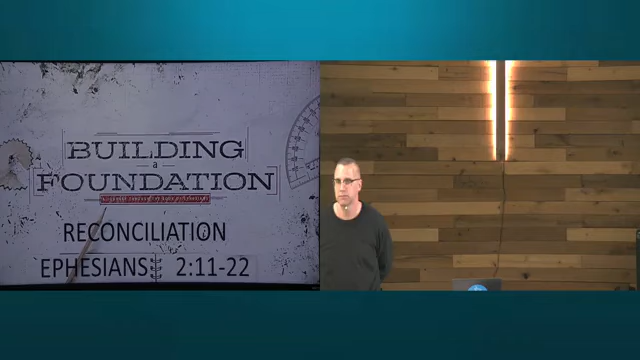 BUILDING
a
FOUNDATION
RECONCILIATION
EPHESIANS 2:11-22